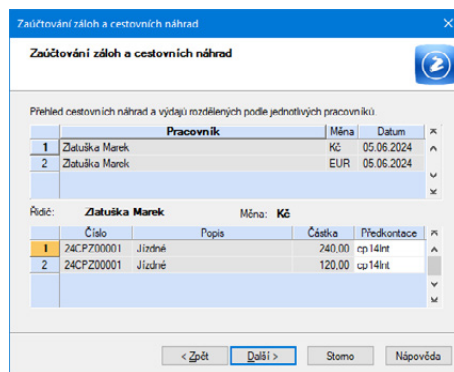 Zaúčtování záloh a cestovních náhrad
Zaúčtování záloh a cestovních náhrad
Přehled cestovních náhrad a výdajů rozdělených podle jednotlivých pracovníků.
Pracovník Měna Datum
1 Zlatuška Marek Kč 05.06.2024
2 Zlatuška Marek EUR 05.06.2024
Řidič: Zlatuška Marek Měna: Kč
Číslo Popis Částka Předkontace
1 24CPZ00001 Jízdné 240,00 cp14Int
2 24CPZ00001 Jízdné 120,00 cp14Int
< Zpět Další > Storno Nápověda